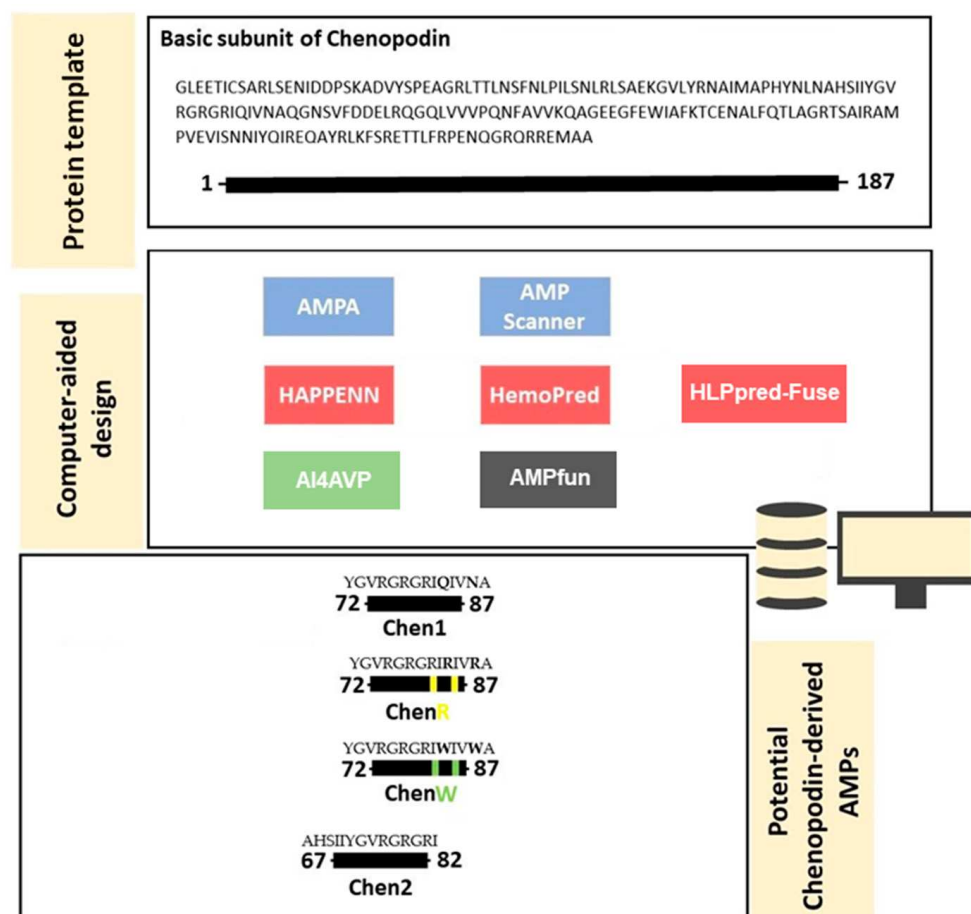 Protein template
Basic subunit of Chenopodin
GLEETICSARLSENIDDPSKADVYSPEAGRLTTLNSFNLPILSNLRLSAEKGVLYRNAIMAPHYNLNAHSIIYGV
RGRGRIQIVNAQGNSVFDDELRQGQLVVVPQNFAVVKQAGEEGFEWIAFKTCENALFQTLAGRTSAIRAM
PVEVISNNIYQIREQAYRLKFSRETTLFRPENQGRQRREMAA
1 187
Computer-aided
design
AMPA
AMP
Scanner
HAPPENN
HemoPred
HLPpred-Fuse
AI4AVP
AMPfun
YGVRGRGRIQIVNA
72 87
Chen1
YGVRGRGRIRIVRA
72 87
ChenR
YGVRGRGRIWIVWA
72 87
ChenW
AHSIIYGVRGRGRI
67 82
Chen2
Potential
Chenopodin-derived
AMPs